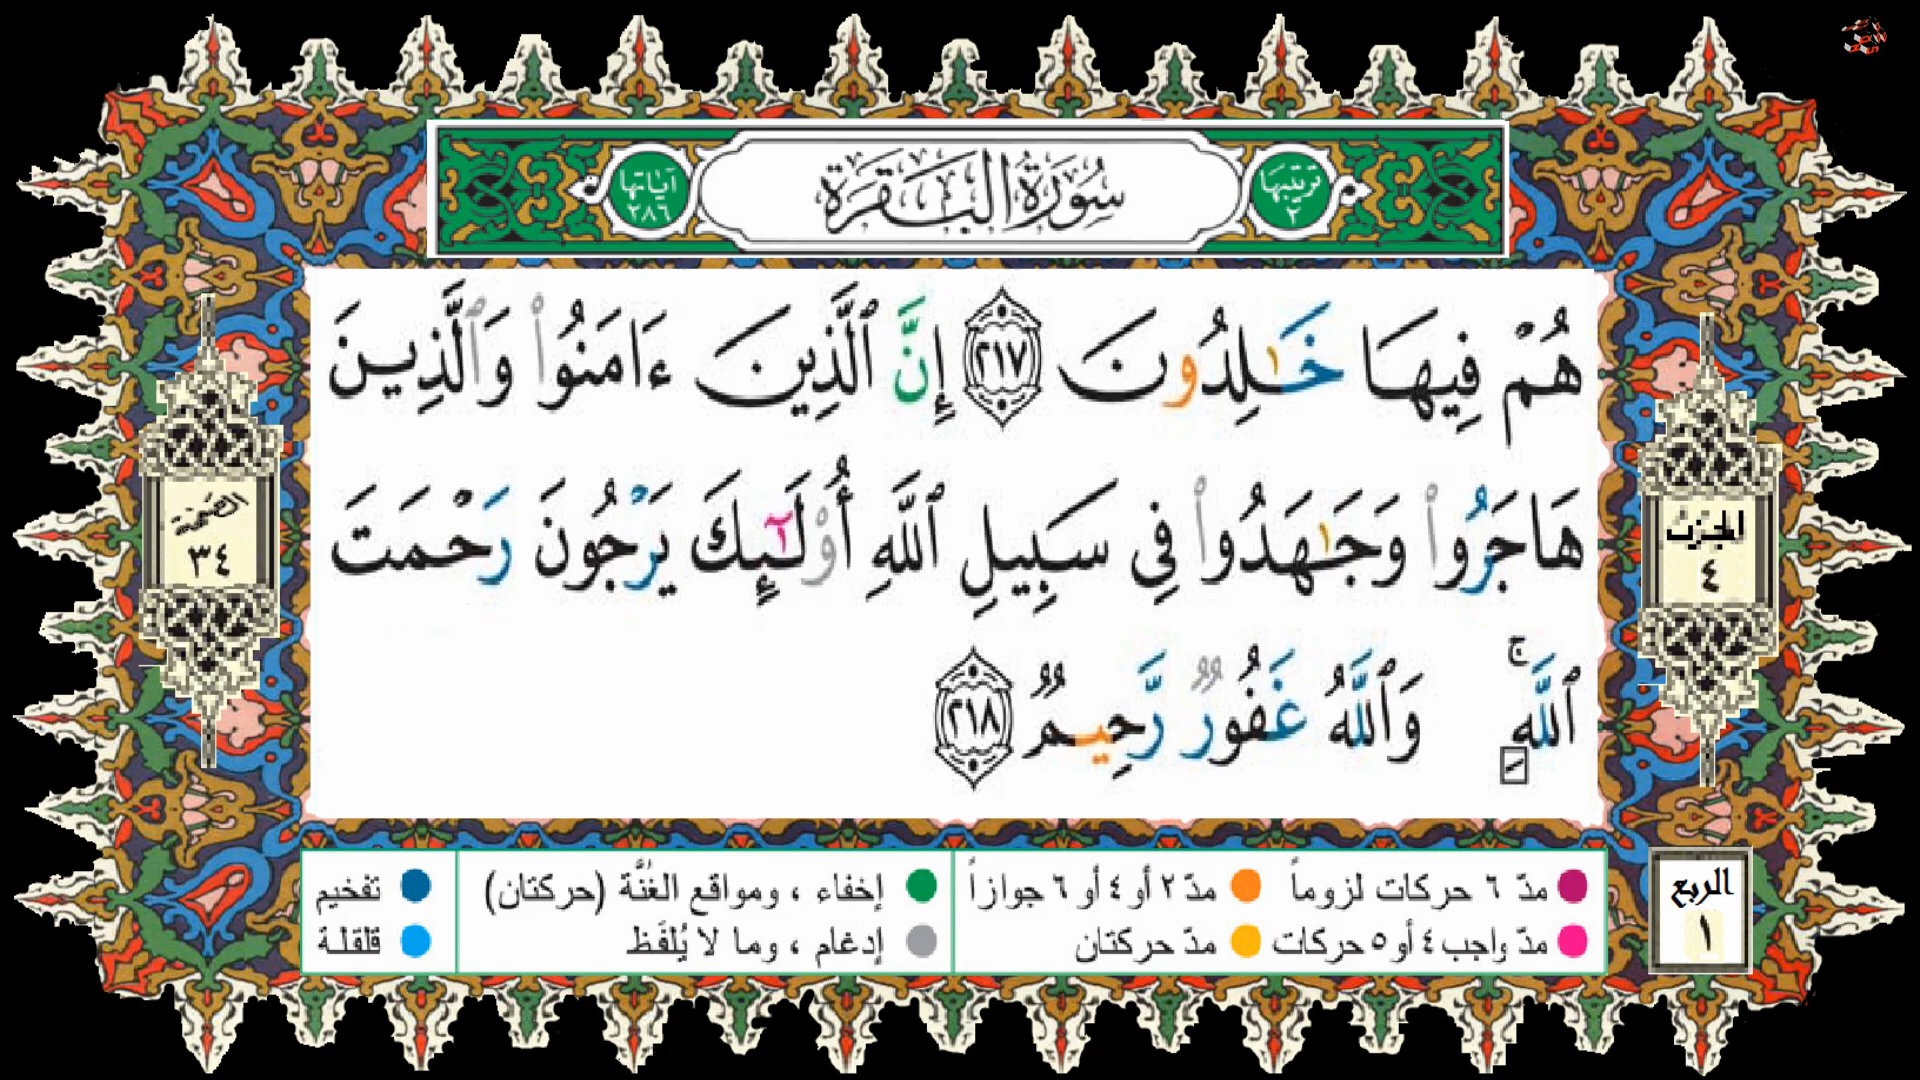 سُورَةُ البَقَرَة
ترتيبها
٢
آياتها
٢٨٦
هُمْ فِيهَا خَٰلِدُونَ ٢١٧ إِنَّ ٱلَّذِينَ ءَامَنُوا۟ وَٱلَّذِينَ
هَاجَرُوا۟ وَجَٰهَدُوا۟ فِى سَبِيلِ ٱللَّهِ أُو۟لَٰٓئِكَ يَرْجُونَ رَحْمَتَ
ٱللَّهِ ۚ وَٱللَّهُ غَفُورٌ رَّحِيمٌ ٢١٨
الحزب
٤
الصفحة
٣٤
الربع
١
مدّ ٦ حركات لزوماً
مدّ ٢ أو ٤ أو ٦ جوازاً
إخفاء ، ومواقع الغُنَّة (حركتان)
تفخيم
مدّ واجب ٤ أو ٥ حركات
مدّ حركتان
إدغام ، وما لا يُلفَظ
قلقلة